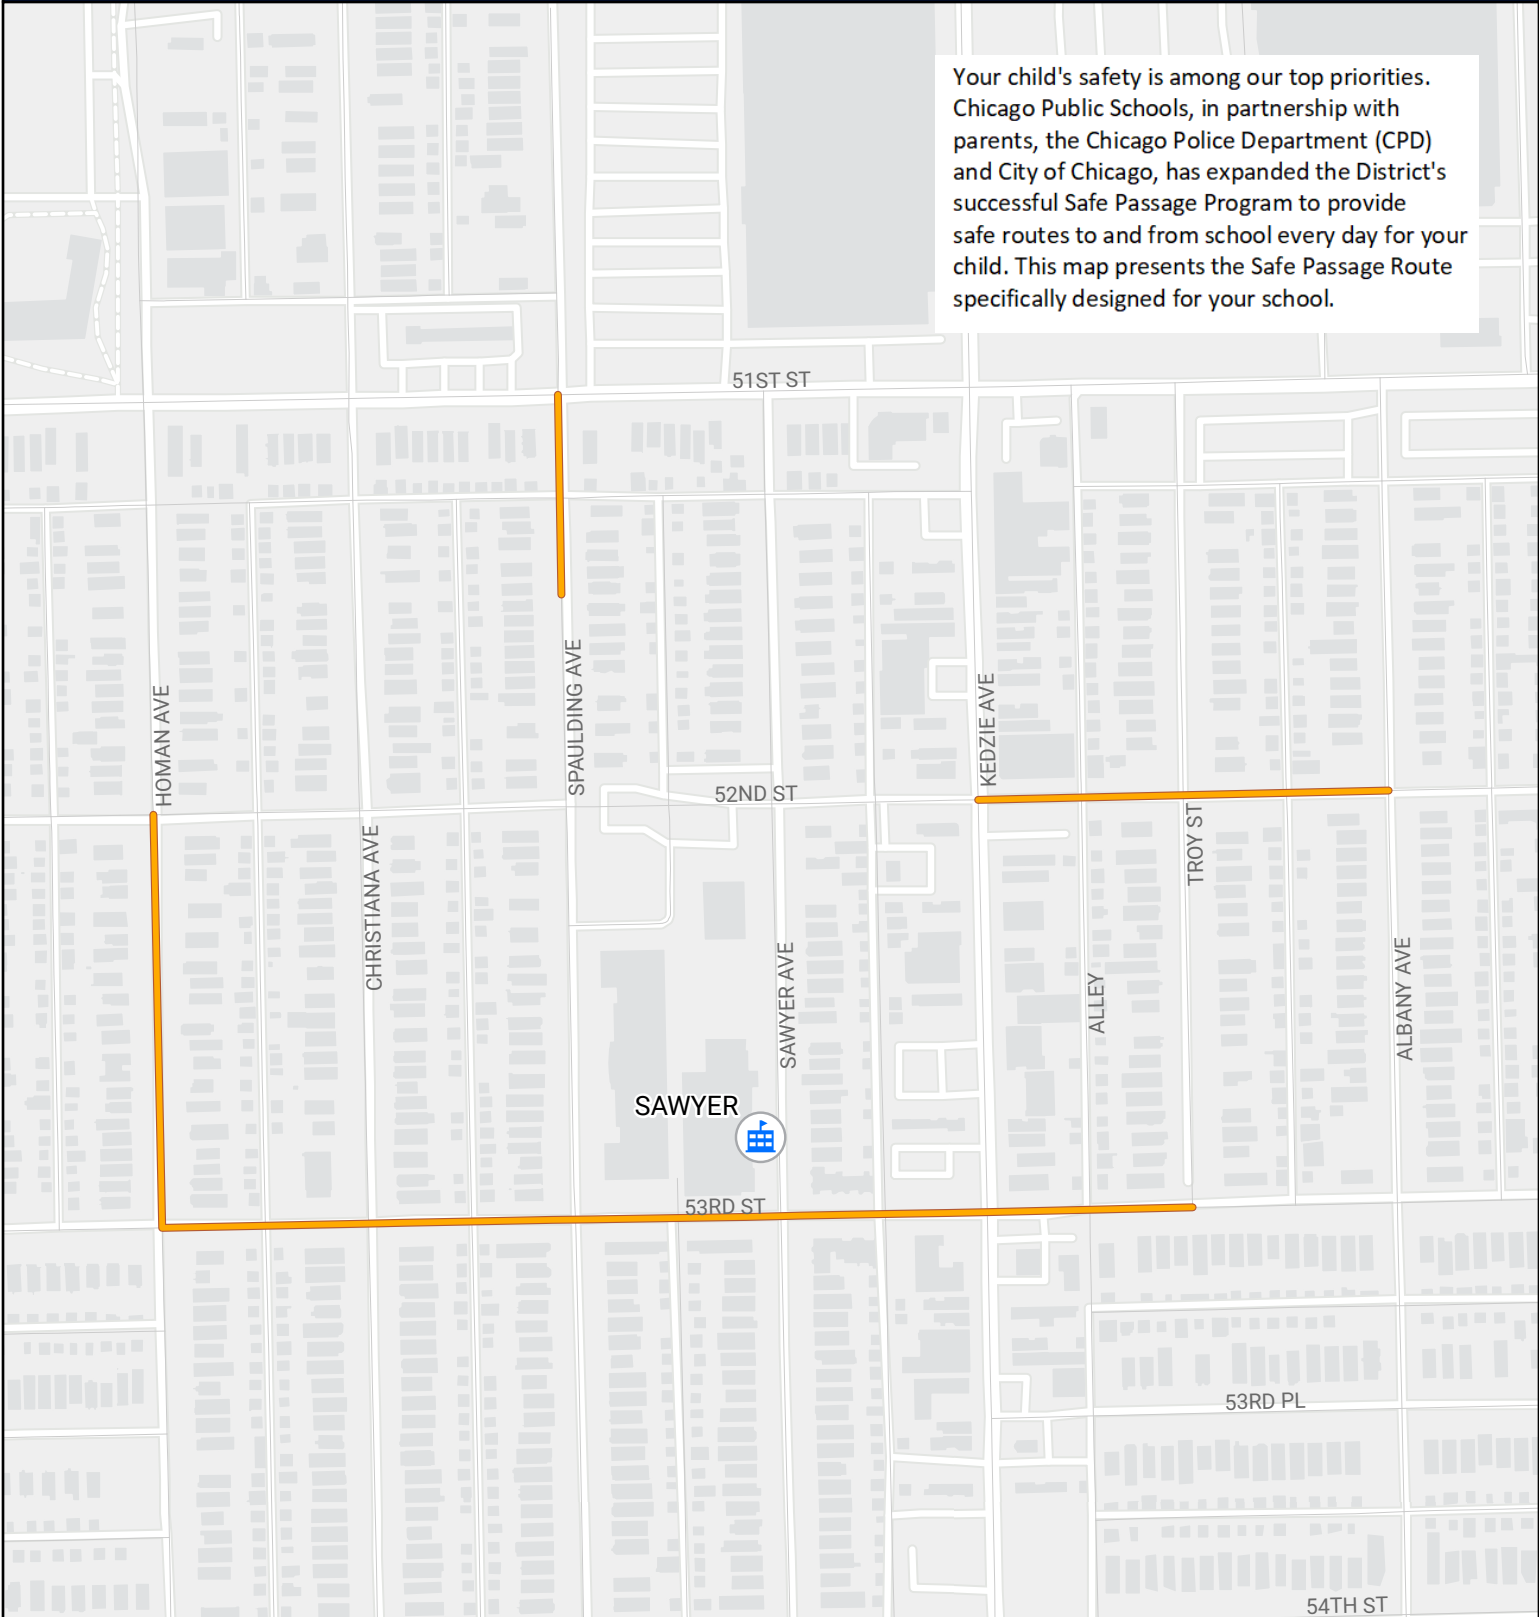 Your child's safety is among our top priorities.
Chicago Public Schools, in partnership with
parents, the Chicago Police Department (CPD)
and City of Chicago, has expanded the District's
successful Safe Passage Program to provide
safe routes to and from school every day for your
child. This map presents the Safe Passage Route
specifically designed for your school.
51ST ST
HOMAN AVE
SPAULDING AVE
KEDZIE AVE
52ND ST
CHRISTIANA AVE
TROY ST
SAWYER AVE
ALLEY
ALBANY AVE
SAWYER
53RD ST
53RD PL
54TH ST